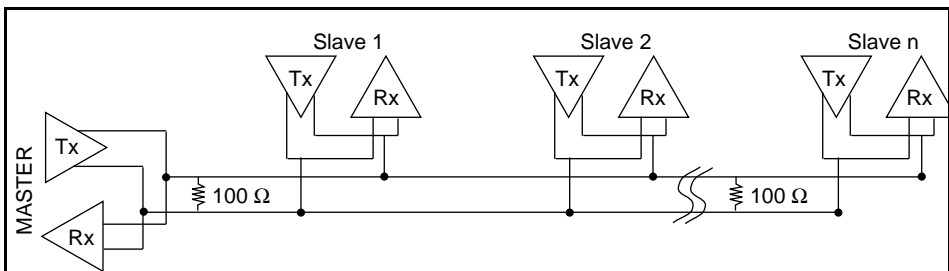 Slave 1
Slave 2
Slave n
Tx
Rx
Tx
Rx
Tx
Rx
MASTER
Tx
Rx
100 Ω
100 Ω